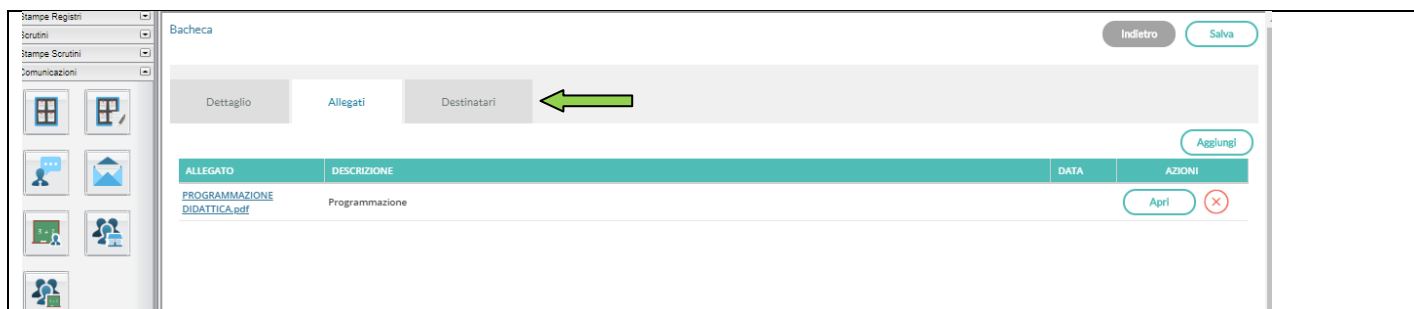 Stampe Registri
Scrutini
Stampe Scrutini
Comunicazioni
Bacheca
Indietro
Salva
Dettaglio
Allegati
Destinatari
Aggiungi
ALLEGATO DESCRIZIONE DATA AZIONI
PROGRAMMAZIONE
DIDATTICA.pdf
Programmazione
Apri